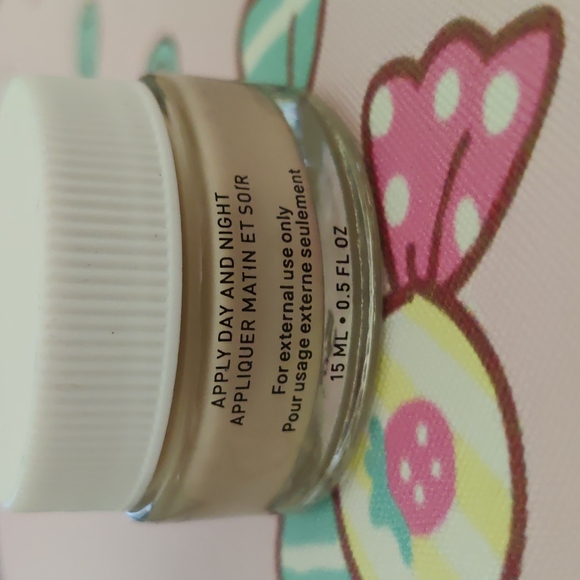 APPLY DAY AND NIGHT
APPLIQUER MATIN ET SOIR
For external use only
Pour usage externe seulement
15 ML • 0.5 FL OZ